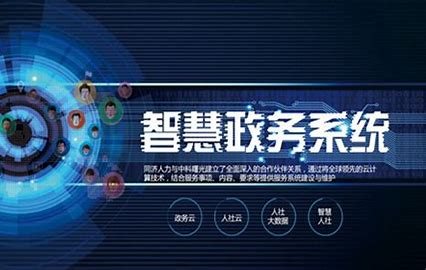 智慧政务系统
同济人力与中科曙光建立了全面深入的合作伙伴关系，通过将全球领先的云计
算技术，结合服务事项、内容、要求等提供服务系统建设与维护
政务云
人社云
人社
大数据
智慧
人社